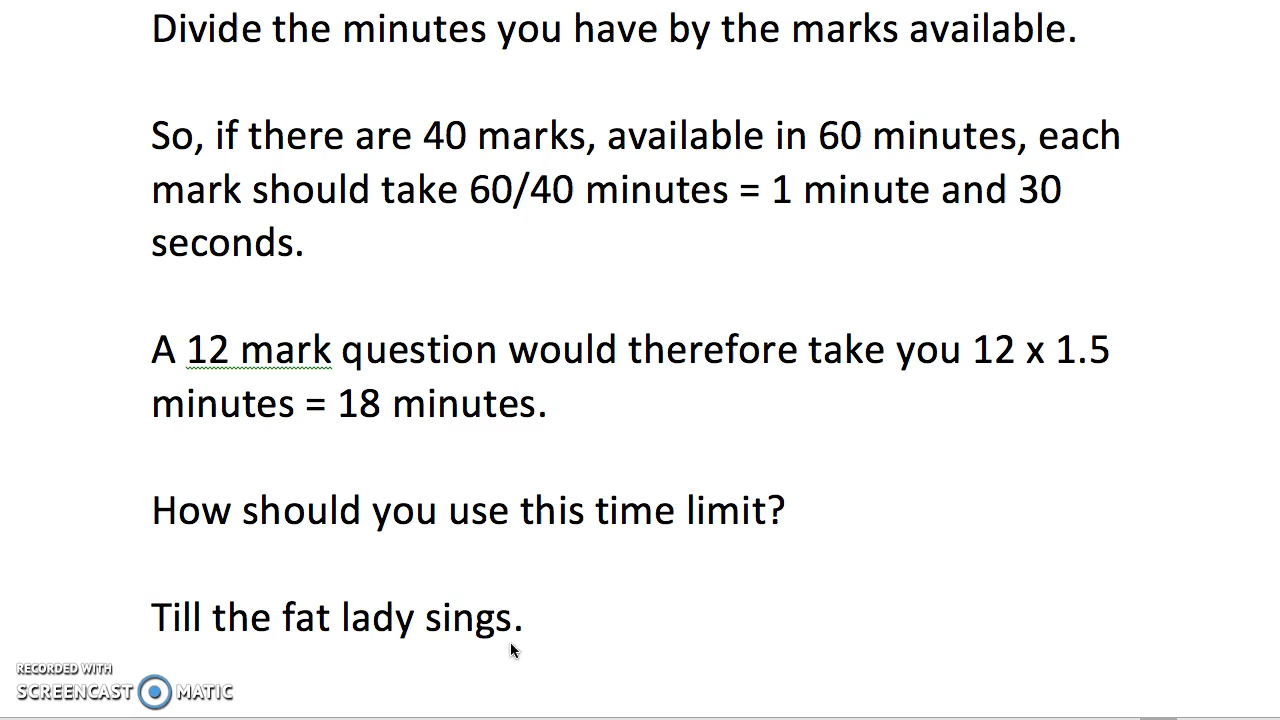 Divide the minutes you have by the marks available.
So, if there are 40 marks, available in 60 minutes, each
mark should take 60/40 minutes = 1 minute and 30
seconds.
A 12 mark question would therefore take you 12 x 1.5
minutes = 18 minutes.
How should you use this time limit?
Till the fat lady sings.
RECORDED WITH
SCREENCAST MATIC